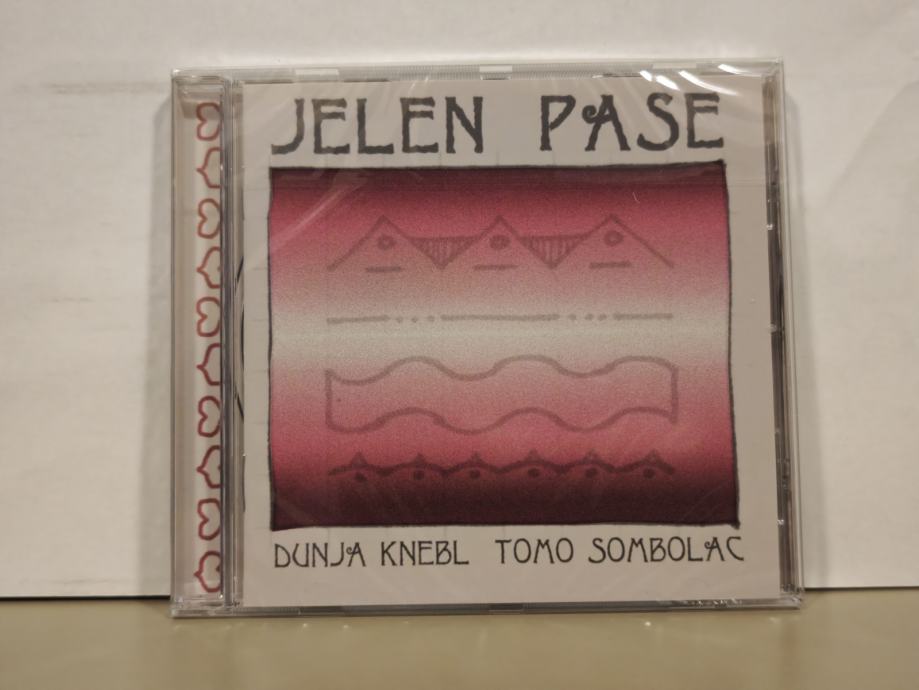 JELEN PASE
DUNJA KNEBL TOMO SOMBOLAC